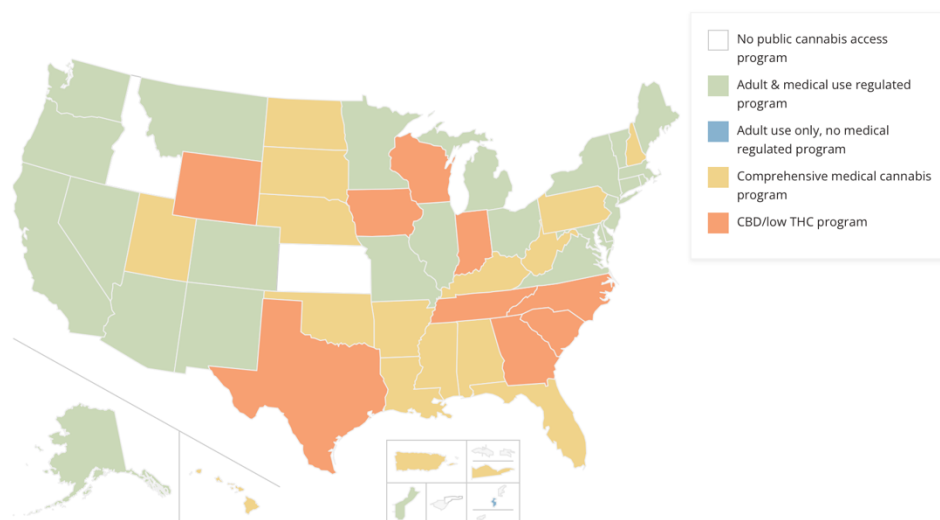 No public cannabis access
program
Adult & medical use regulated
program
Adult use only, no medical
regulated program
Comprehensive medical cannabis
program
CBD/low THC program